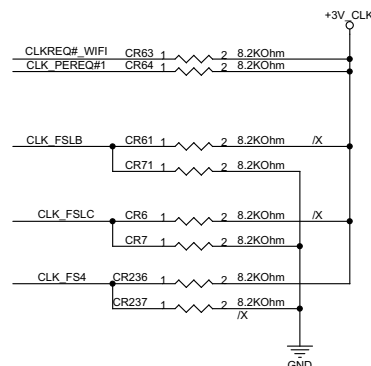 +3V_CLK
CLKREQ#_WIFI CR63 1 2 8.2KOhm
CLK_PEREQ#1 CR64 1 2 8.2KOhm
CLK_FSLB CR61 1 2 8.2KOhm /X
CR71 1 2 8.2KOhm
CLK_FSLC CR6 1 2 8.2KOhm /X
CR7 1 2 8.2KOhm
CLK_FS4 CR236 1 2 8.2KOhm
CR237 1 2 8.2KOhm
/X
GND